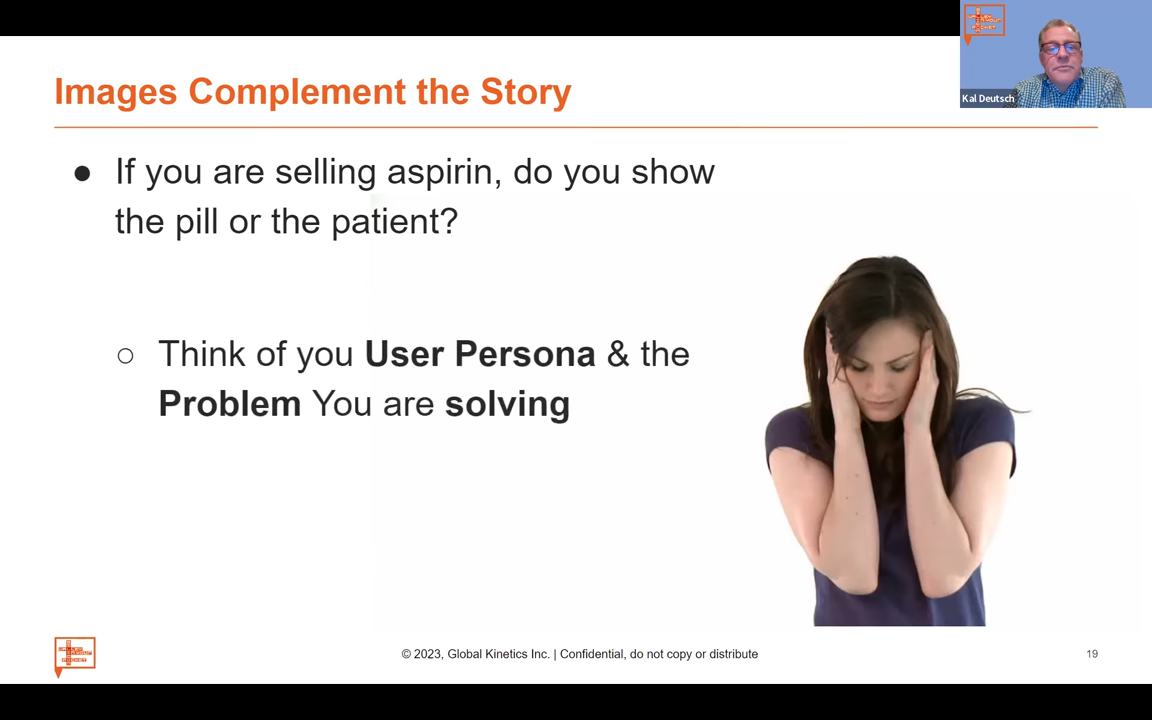 Images Complement the Story
Kal Deutsch
● If you are selling aspirin, do you show
the pill or the patient?
○ Think of you User Persona & the
Problem You are solving
© 2023, Global Kinetics Inc. | Confidential, do not copy or distribute
19